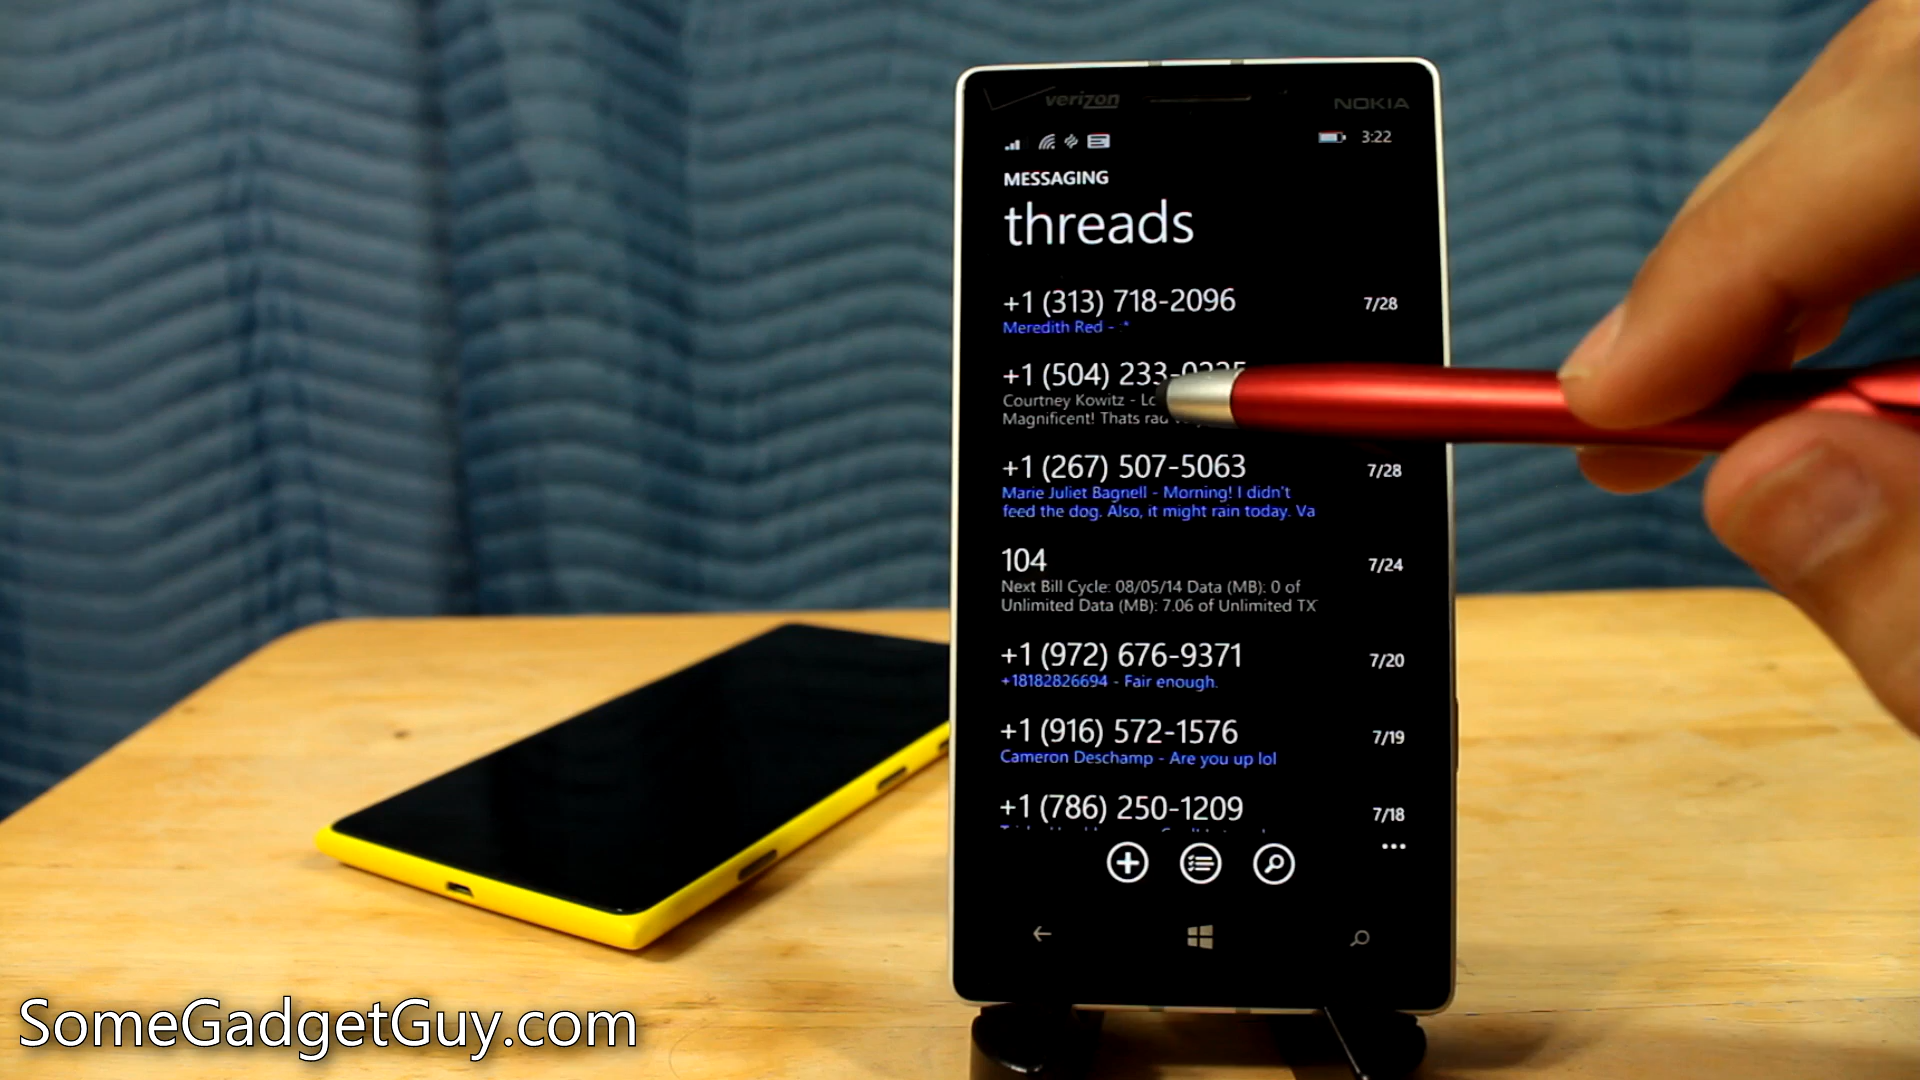 verizon
NOKIA
3:22
MESSAGING
threads
+1 (313) 718-2096
7/28
Meredith Red - :*
+1 (504) 233-
Courtney Kowitz -
Magnificent! Thats rad
+1 (267) 507-5063
7/28
Marie Juliet Bagnell - Morning! I didn't
feed the dog. Also, it might rain today. Va
104
7/24
Next Bill Cycle: 08/05/14 Data (MB): 0 of
Unlimited Data (MB): 7.06 of Unlimited TX
+1 (972) 676-9371
7/20
+18182826694 - Fair enough.
+1 (916) 572-1576
7/19
Cameron Deschamp - Are you up lol
+1 (786) 250-1209
7/18
SomeGadgetGuy.com